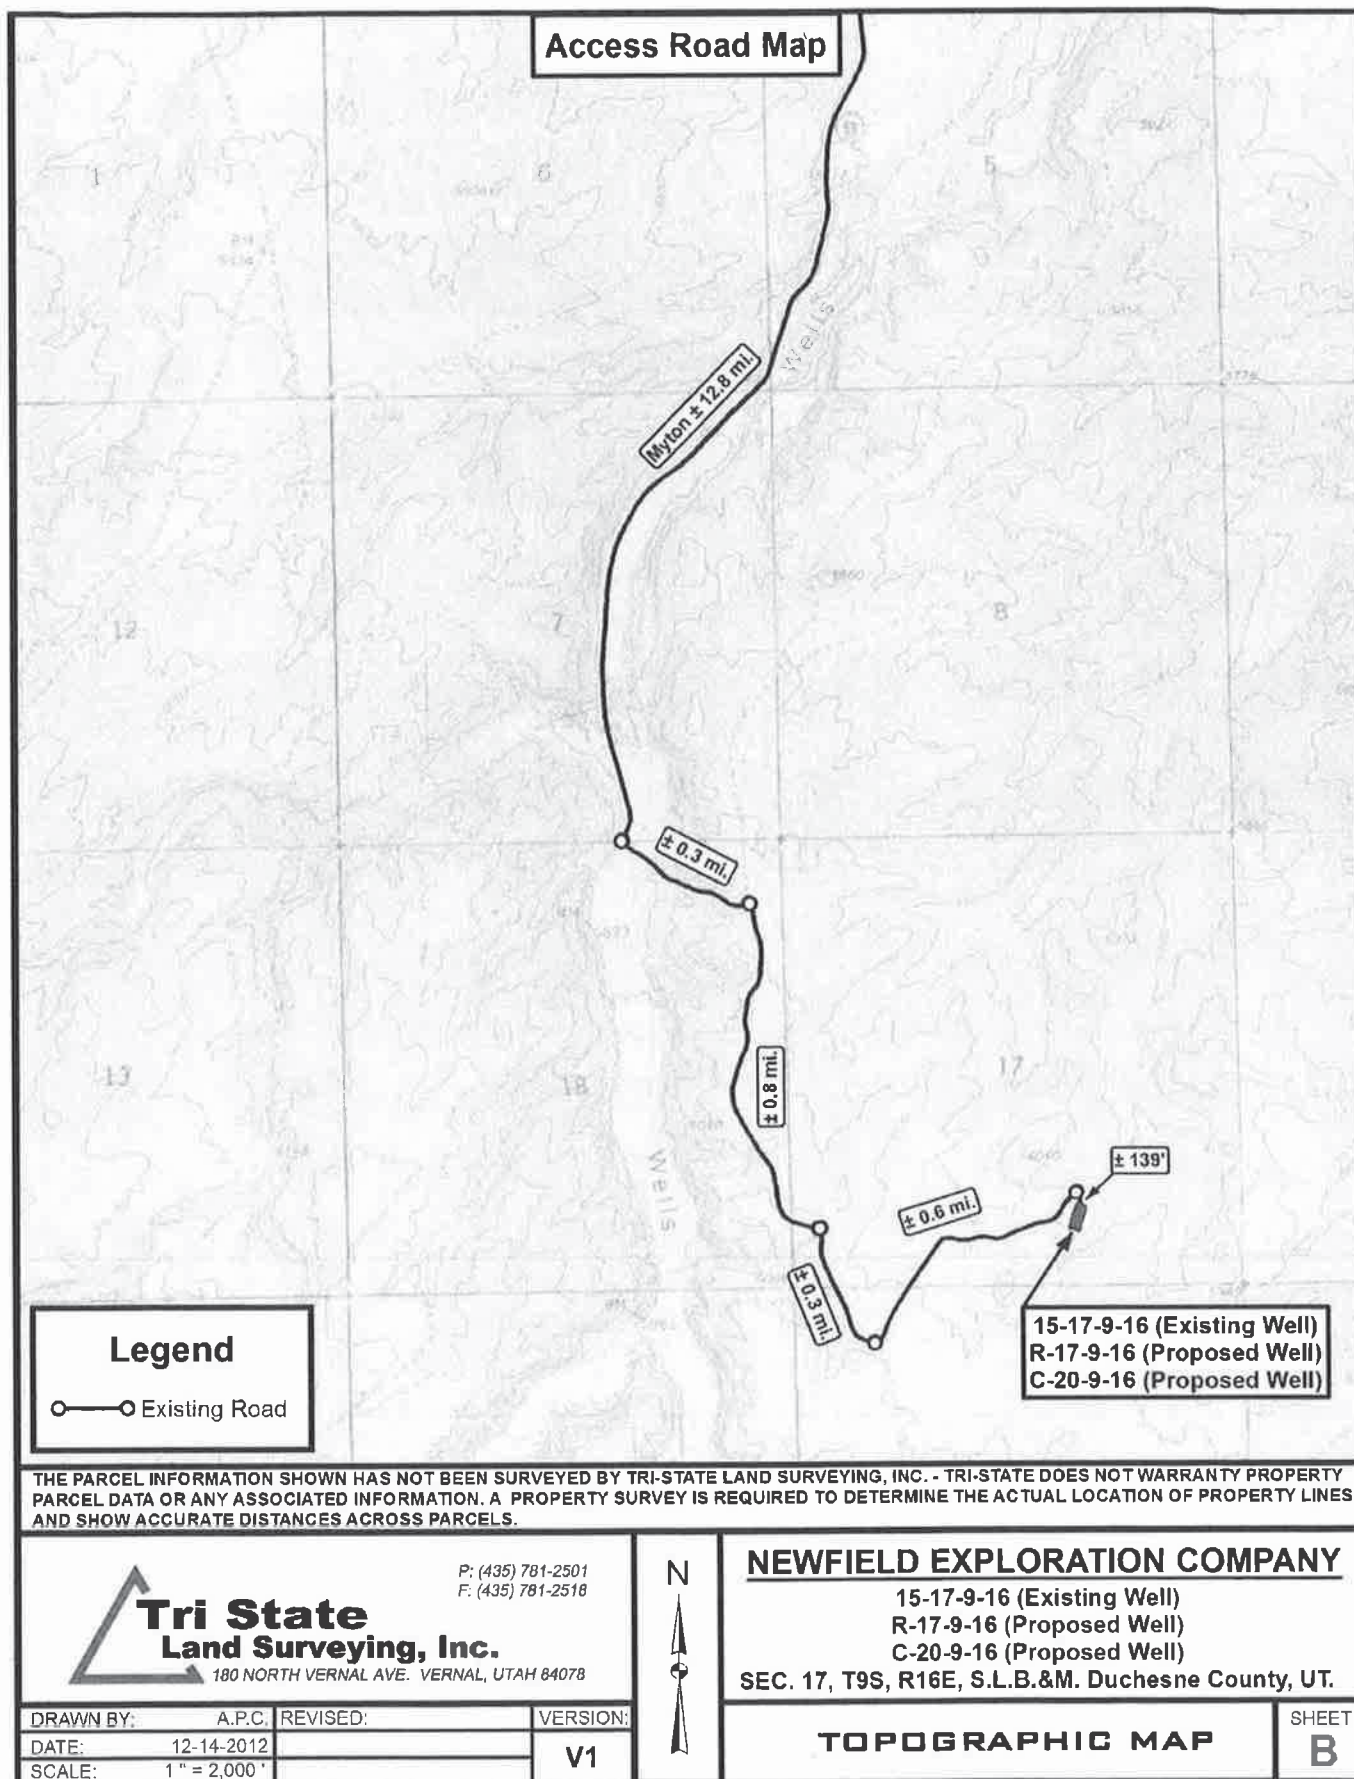 Access Road Map
1
6
5
Wells
Myton ± 12.8 mi.
12
7
8
± 0.3 mi.
13
18
17
± 0.8 mi.
Wells
± 139'
± 0.6 mi.
± 0.3 mi.
15-17-9-16 (Existing Well)
R-17-9-16 (Proposed Well)
C-20-9-16 (Proposed Well)
Legend
Existing Road
THE PARCEL INFORMATION SHOWN HAS NOT BEEN SURVEYED BY TRI-STATE LAND SURVEYING, INC. - TRI-STATE DOES NOT WARRANTY PROPERTY
PARCEL DATA OR ANY ASSOCIATED INFORMATION. A PROPERTY SURVEY IS REQUIRED TO DETERMINE THE ACTUAL LOCATION OF PROPERTY LINES
AND SHOW ACCURATE DISTANCES ACROSS PARCELS.
P: (435) 781-2501
F: (435) 781-2518
Tri State
Land Surveying, Inc.
180 NORTH VERNAL AVE. VERNAL, UTAH 84078
N
NEWFIELD EXPLORATION COMPANY
15-17-9-16 (Existing Well)
R-17-9-16 (Proposed Well)
C-20-9-16 (Proposed Well)
SEC. 17, T9S, R16E, S.L.B.&M. Duchesne County, UT.
DRAWN BY: A.P.C. REVISED: VERSION:
DATE: 12-14-2012
V1
SCALE: 1 " = 2,000 '
TOPOGRAPHIC MAP
SHEET
B